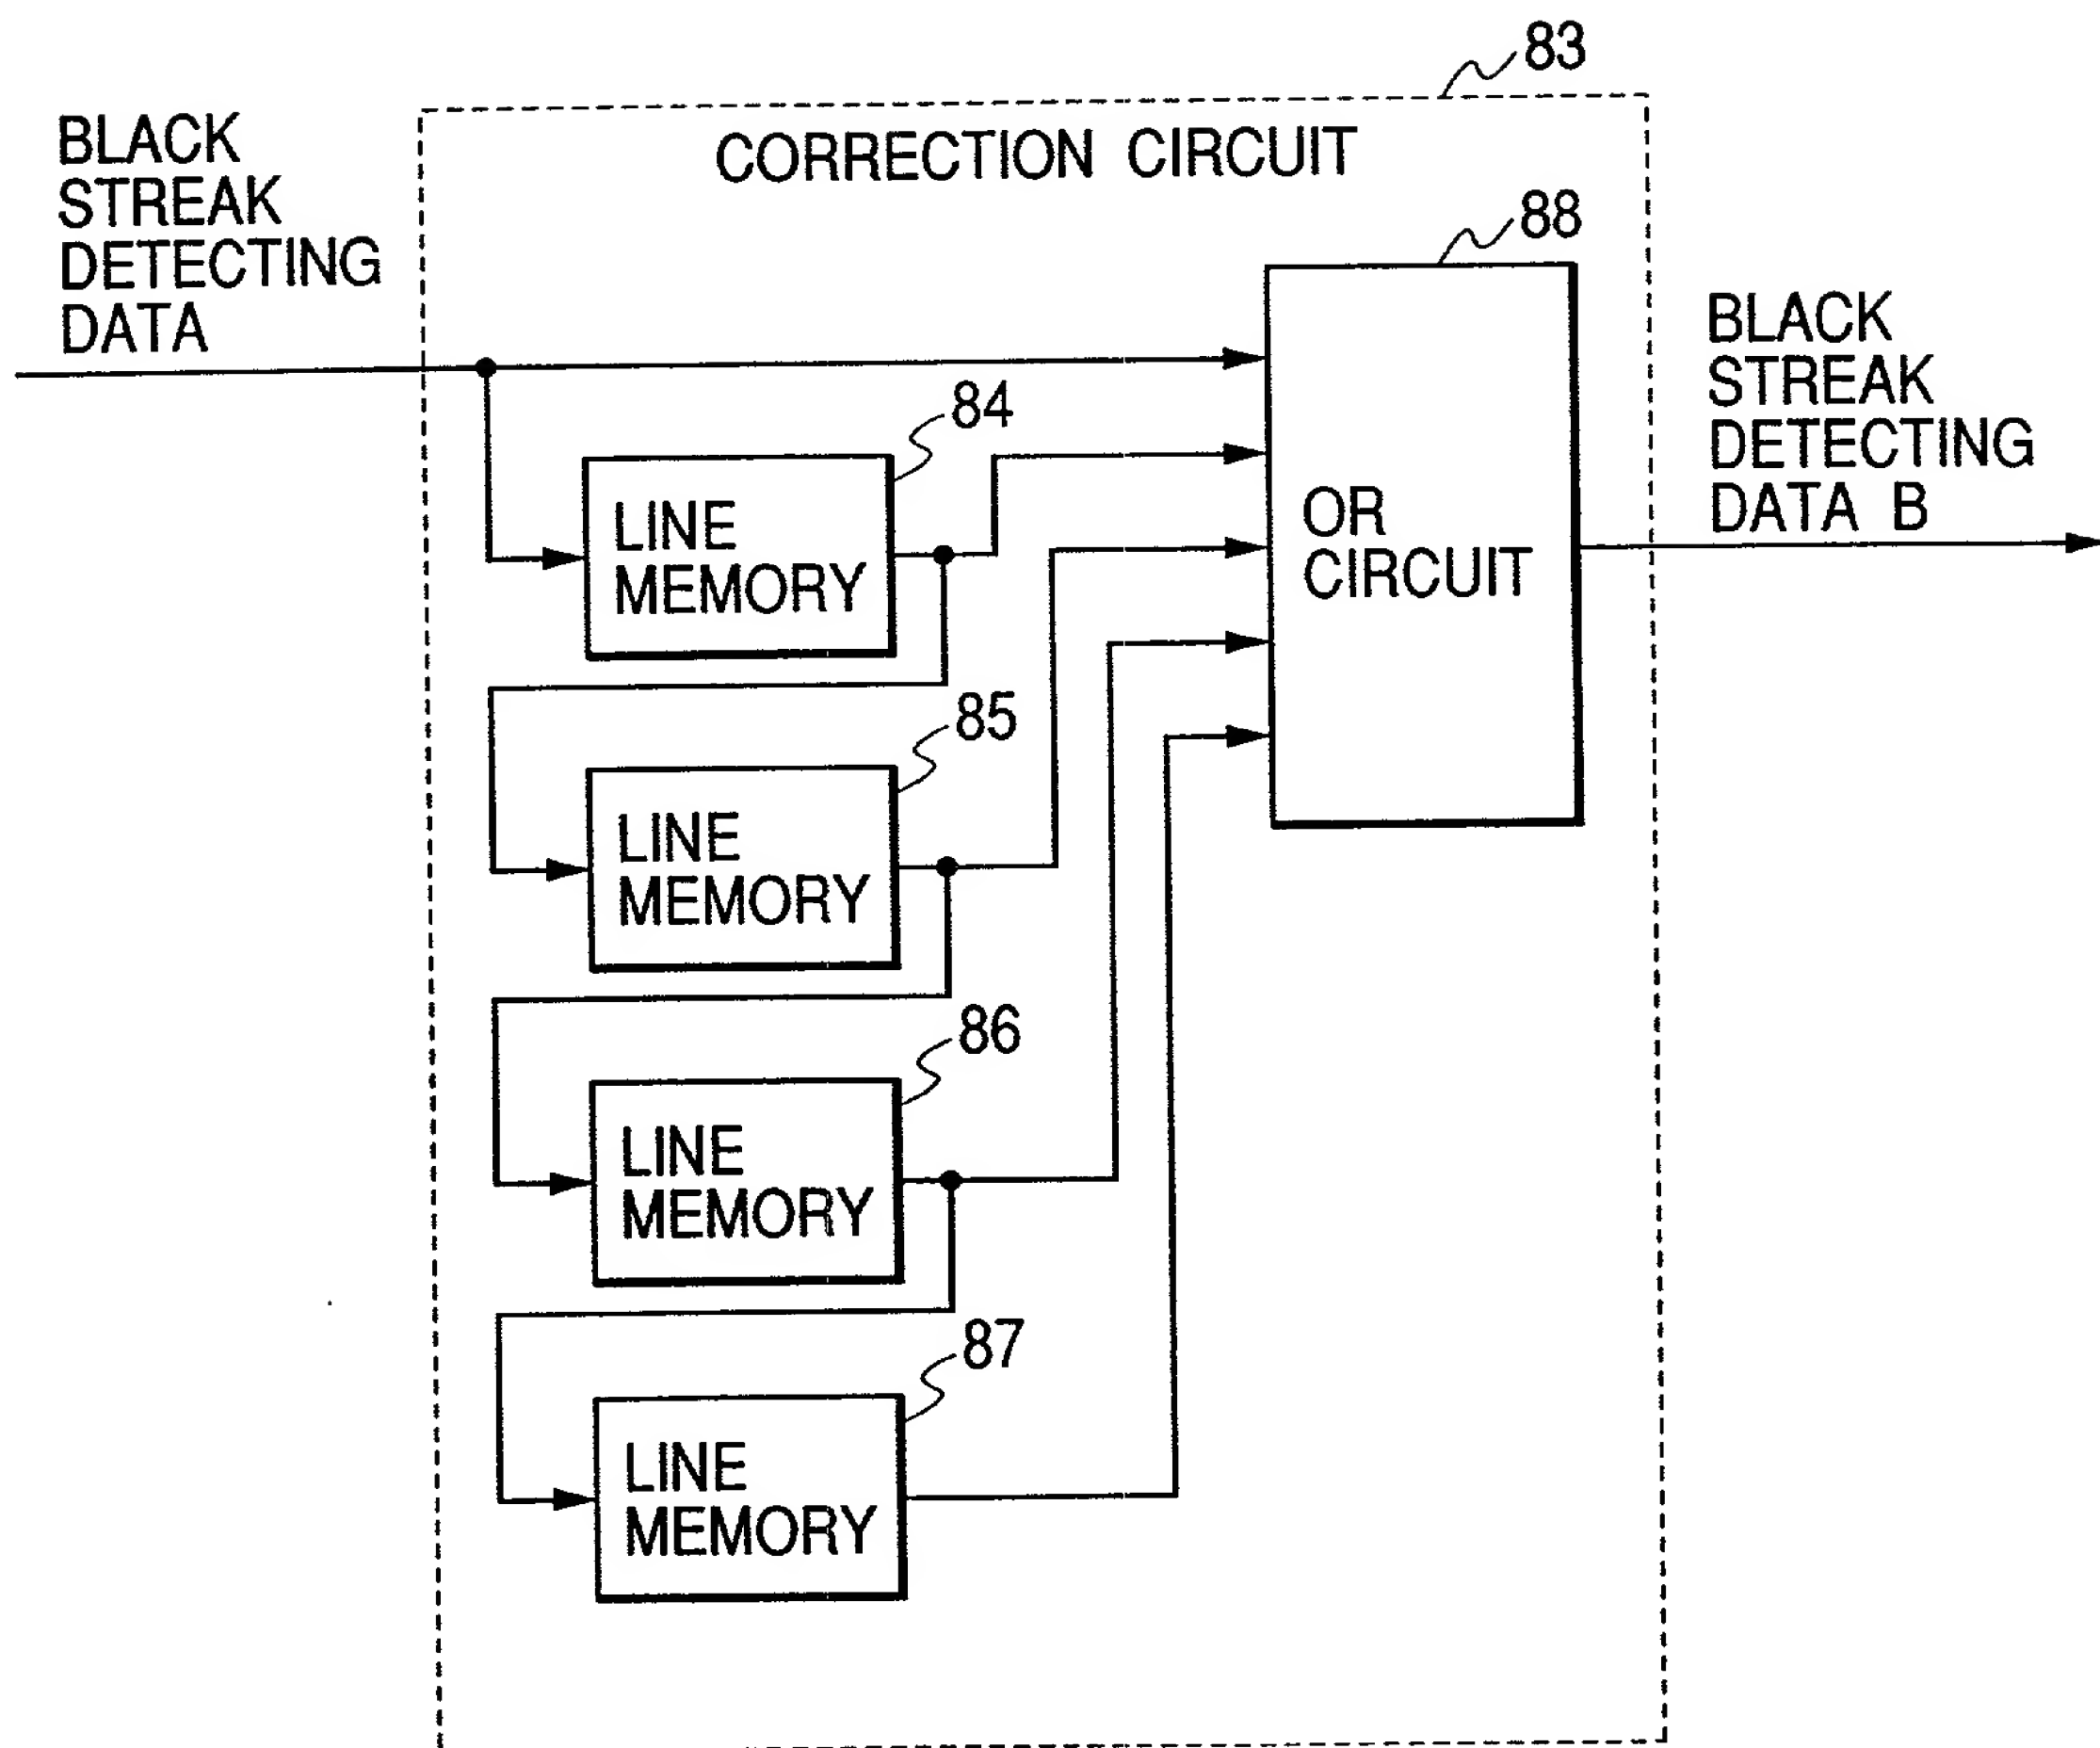 83
BLACK
STREAK
DETECTING
DATA
CORRECTION CIRCUIT
88
BLACK
STREAK
DETECTING
DATA B
84
LINE
MEMORY
OR
CIRCUIT
85
LINE
MEMORY
86
LINE
MEMORY
87
LINE
MEMORY